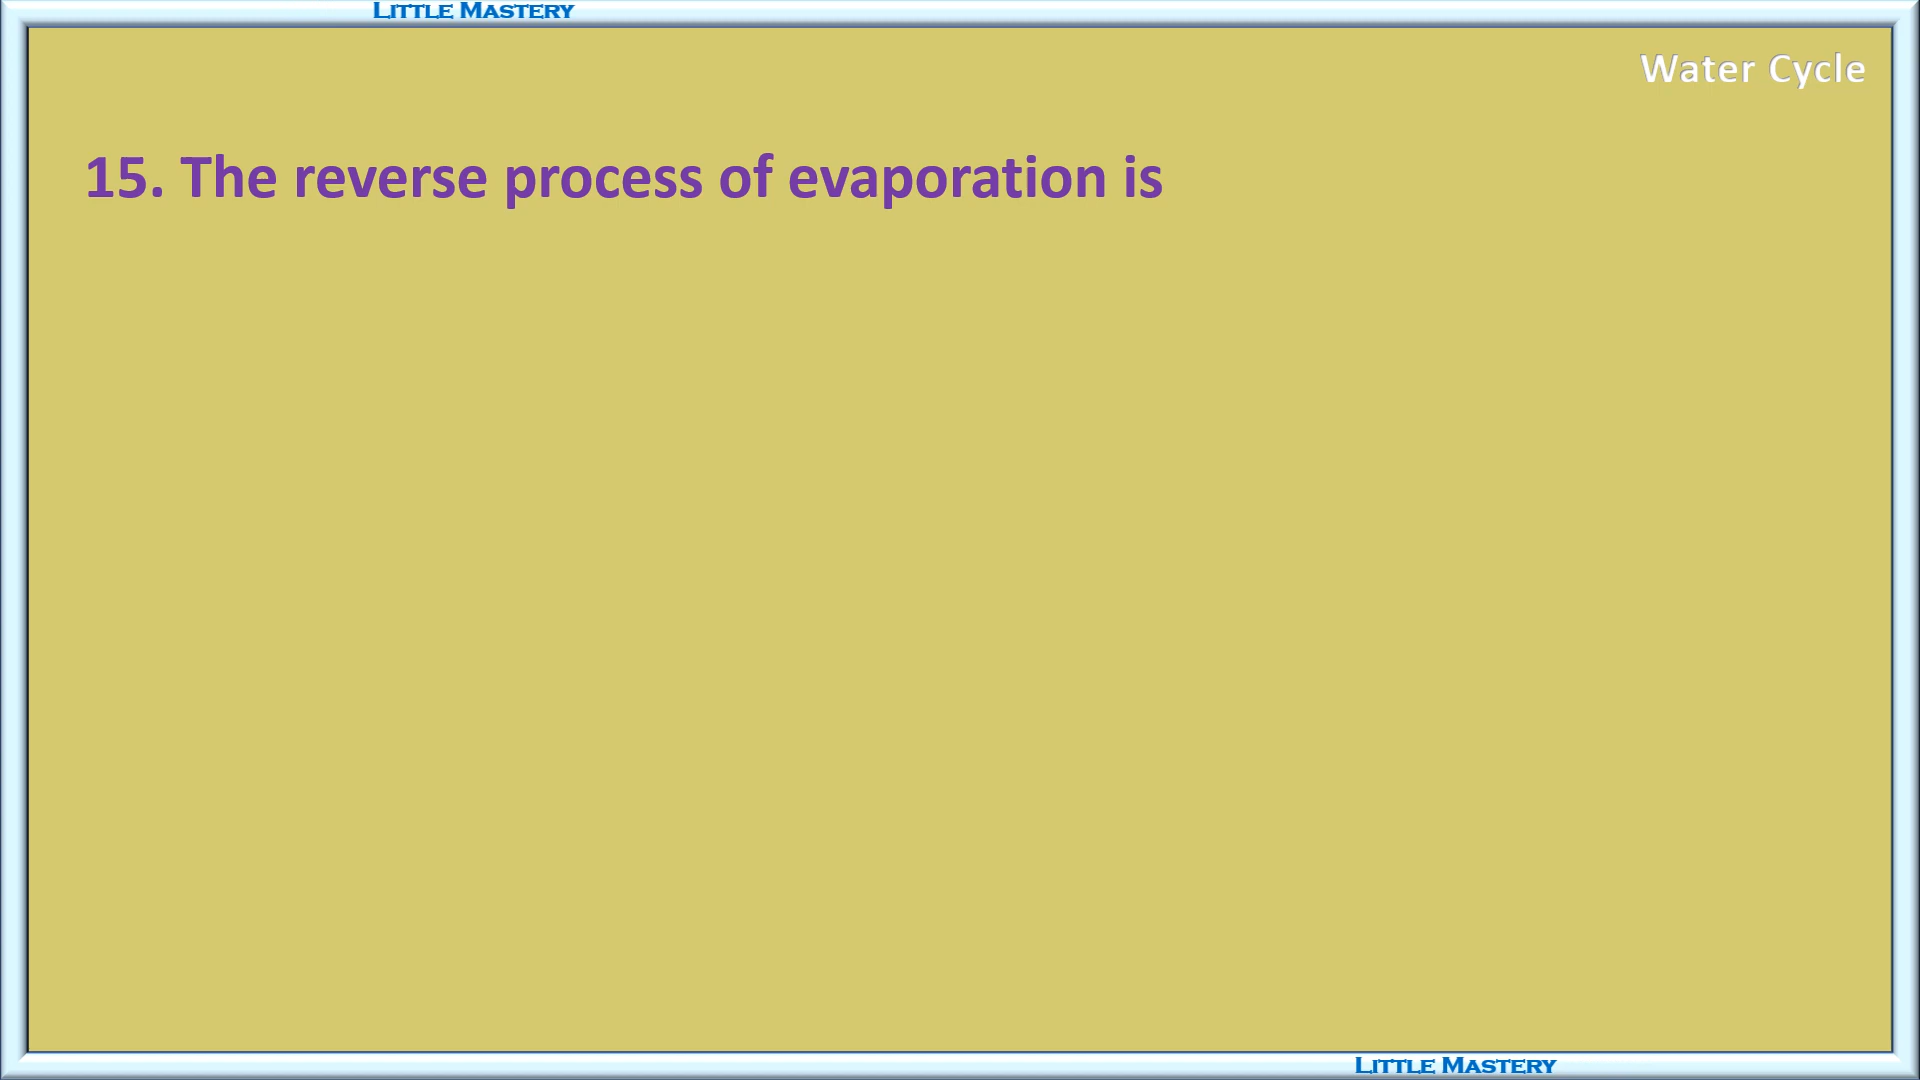 Little Mastery
Water Cycle
15. The reverse process of evaporation is
Little Mastery